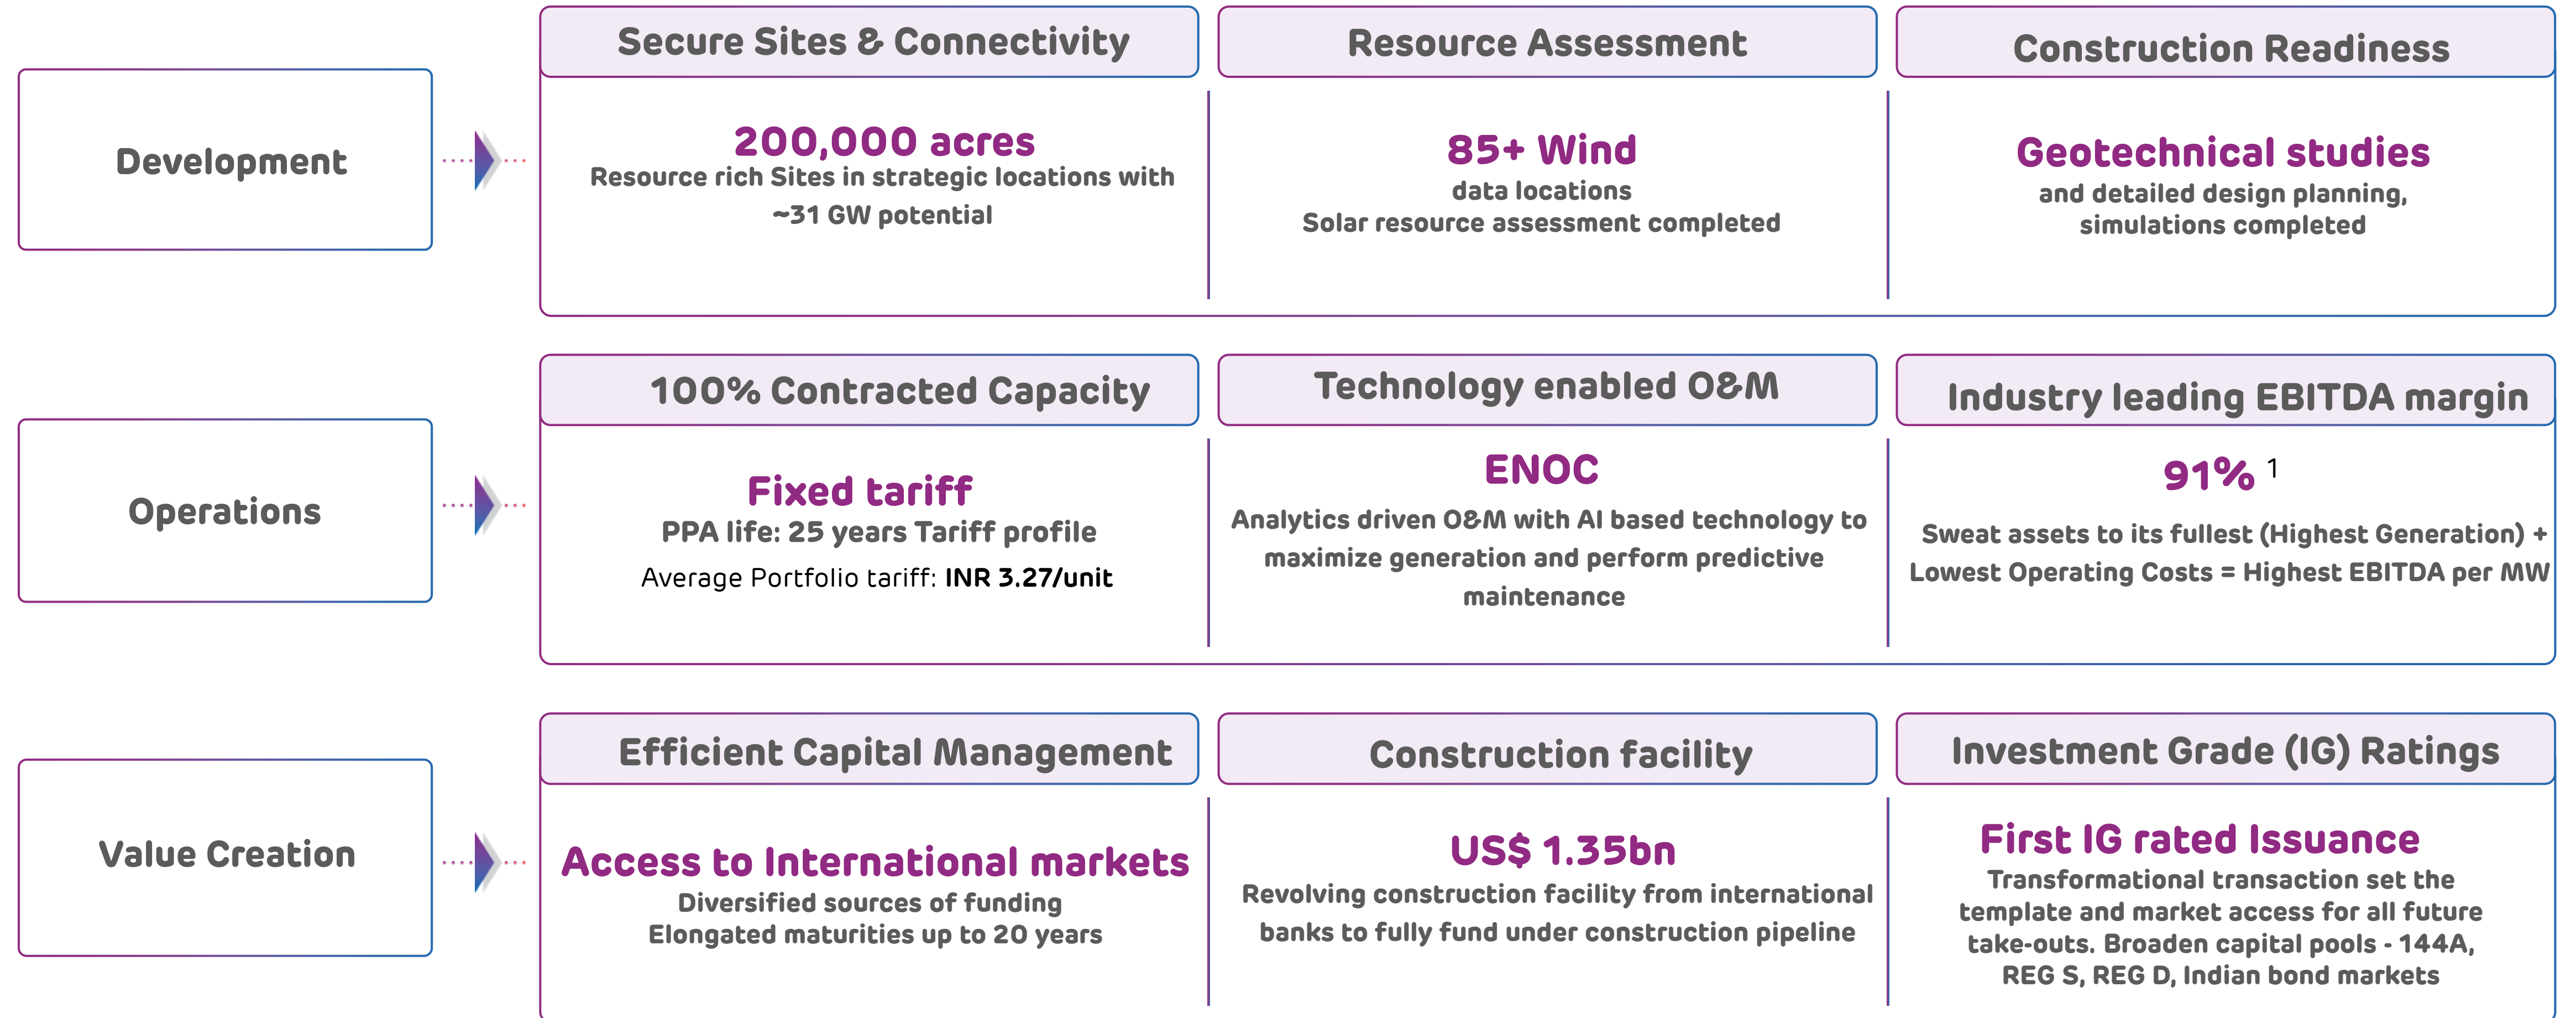 Development
Secure Sites & Connectivity
200,000 acres
Resource rich Sites in strategic locations with
~31 GW potential
Resource Assessment
85+ Wind
data locations
Solar resource assessment completed
Construction Readiness
Geotechnical studies
and detailed design planning,
simulations completed
Operations
100% Contracted Capacity
Fixed tariff
PPA life: 25 years Tariff profile
Average Portfolio tariff: INR 3.27/unit
Technology enabled O&M
ENOC
Analytics driven O&M with AI based technology to
maximize generation and perform predictive
maintenance
Industry leading EBITDA margin
91% 1
Sweat assets to its fullest (Highest Generation) +
Lowest Operating Costs = Highest EBITDA per MW
Value Creation
Efficient Capital Management
Access to International markets
Diversified sources of funding
Elongated maturities up to 20 years
Construction facility
US$ 1.35bn
Revolving construction facility from international
banks to fully fund under construction pipeline
Investment Grade (IG) Ratings
First IG rated Issuance
Transformational transaction set the
template and market access for all future
take-outs. Broaden capital pools - 144A,
REG S, REG D, Indian bond markets